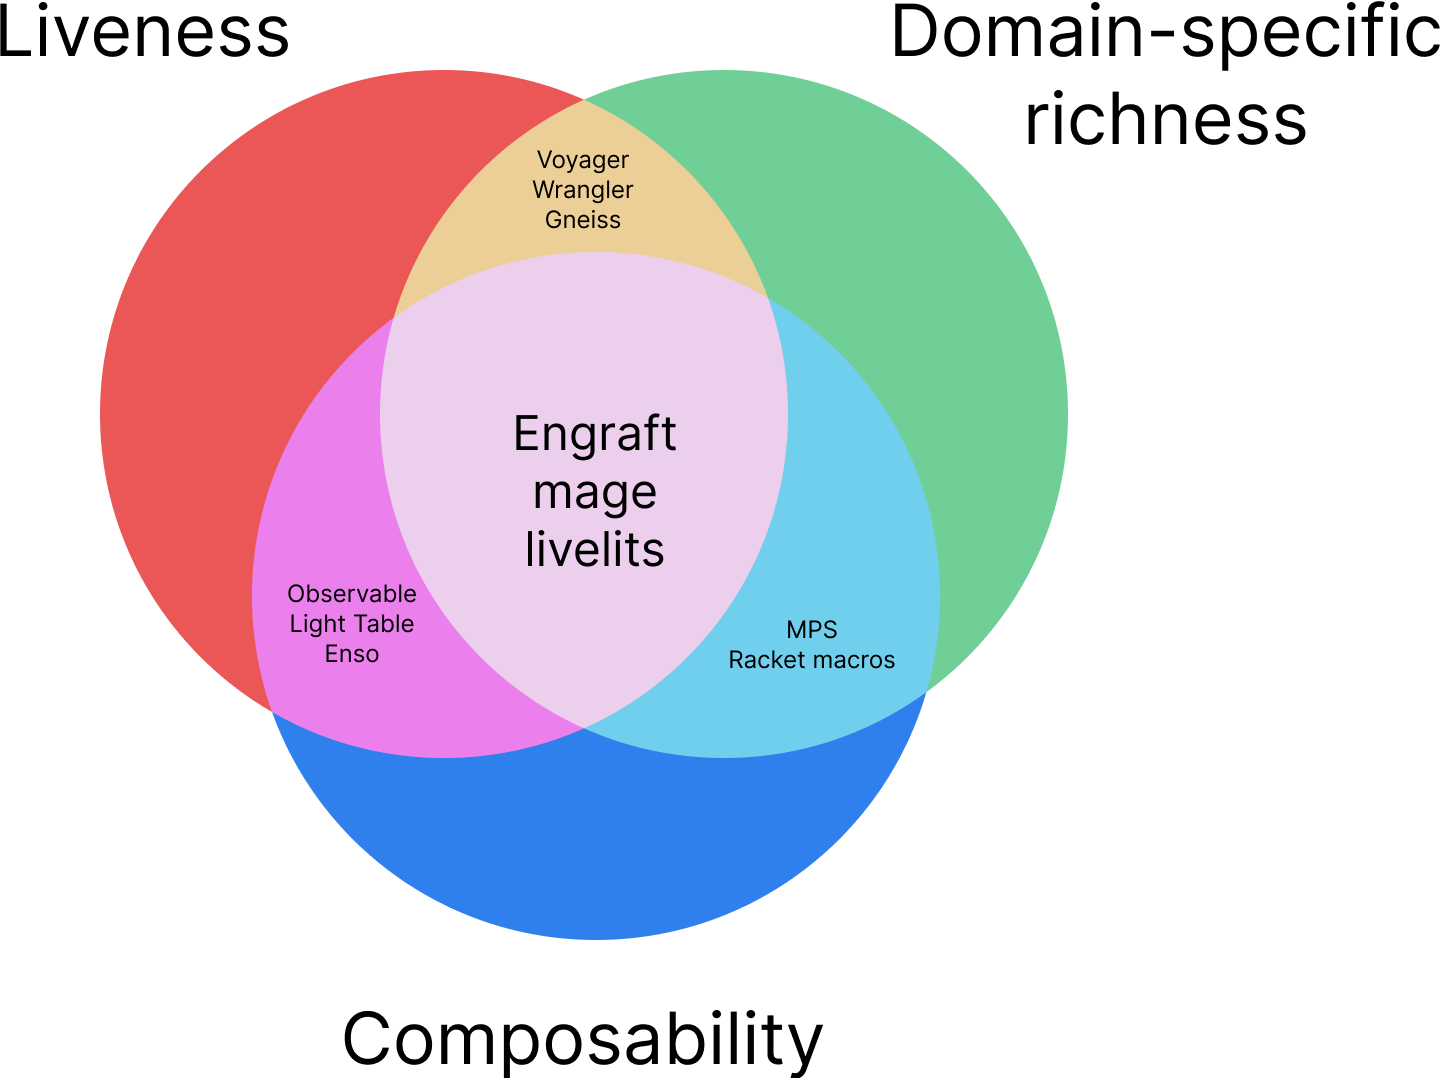 Liveness
Domain-specific
richness
Voyager
Wrangler
Gneiss
Engraft
mage
livelits
Observable
Light Table
Enso
MPS
Racket macros
Composability